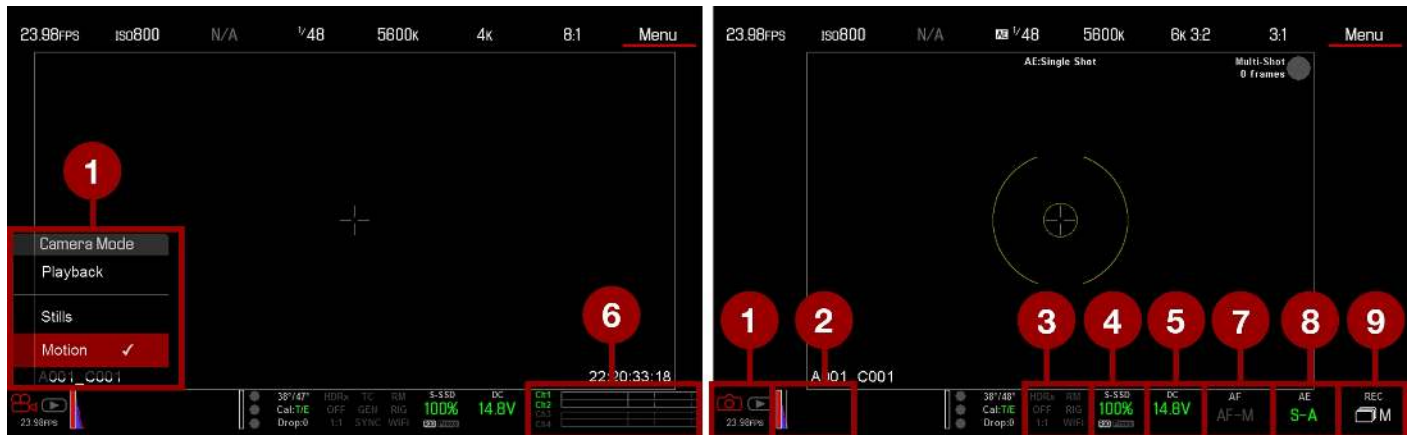 23.98FPS ISO800 N/A 1/48 5600K 4K 8:1 Menu
1
Camera Mode
Playback
Stills
Motion ✓
A001_C001
6
22:20:33:18
23.98FPS
38°/47° HDRx TC RM S-SSD DC Ch1
Cal:T/E OFF GEN RIG 100% 14.8V Ch2
Drop:0 1:1 SYNC WIFI Ch3
Ch4
23.98FPS ISO800 N/A AE 1/48 5600K 6K 3:2 3:1 Menu
AE:Single Shot
Multi-Shot
0 frames
1 2 3 4 5 7 8 9
A001_C001
23.98FPS
38°/48° HDRx RM S-SSD DC AF AE REC
Cal:T/E OFF RIG 100% 14.8V AF-M S-A M
Drop:0 1:1 WIFI